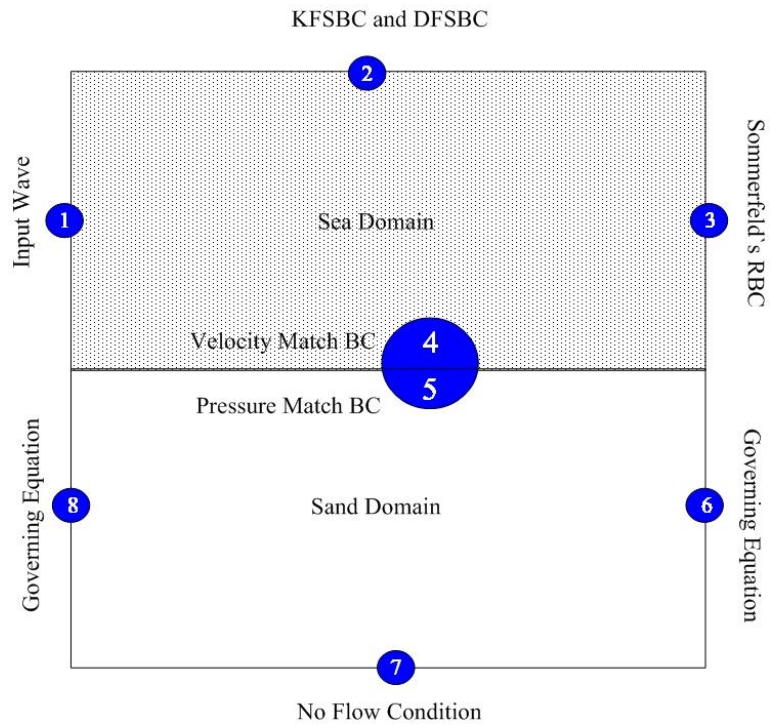 KFSBC and DFSBC
2
Input Wave
1
Sea Domain
3
Sommerfeld`s RBC
Velocity Match BC
4
5
Pressure Match BC
Governing Equation
8
Sand Domain
6
Governing Equation
7
No Flow Condition